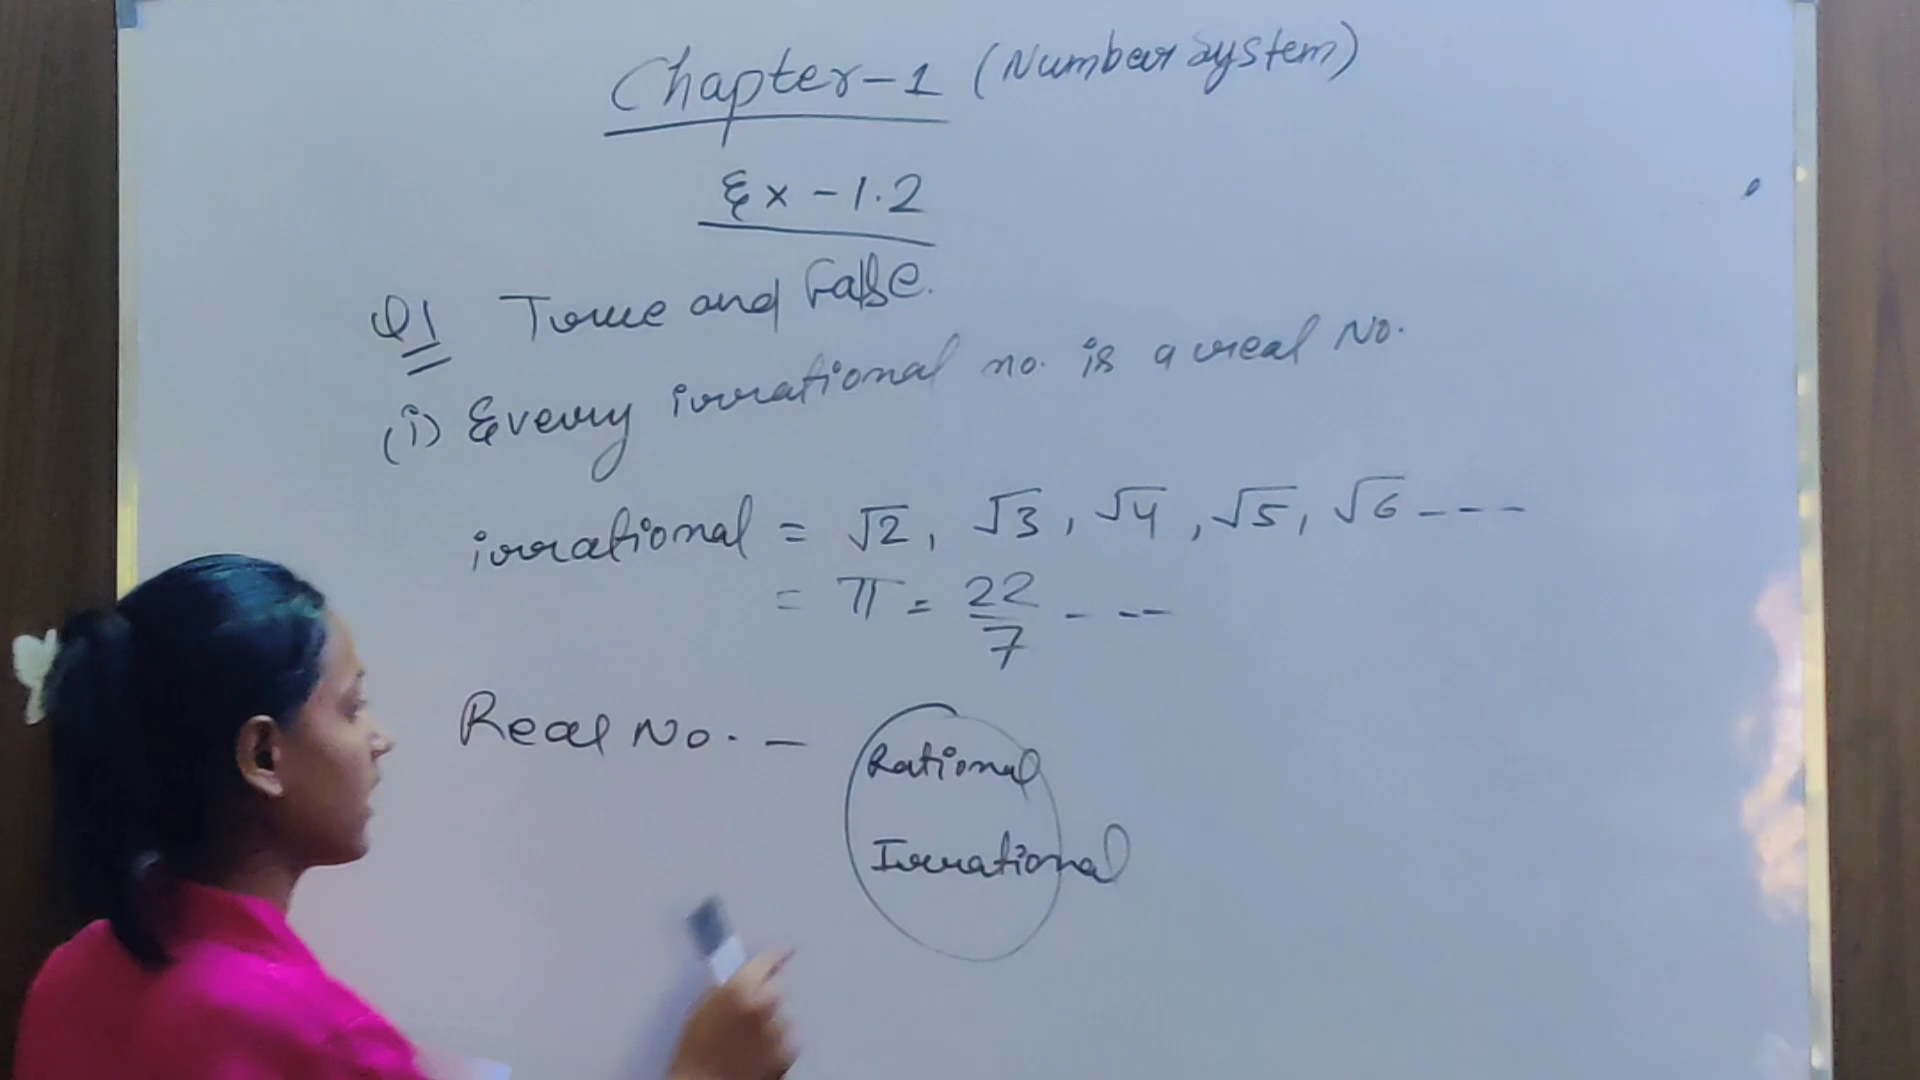 Chapter-1 (Number System)
Ex-1.2
Q1 True and False.
(i) Every irrational no. is a real No.
irrational = √2, √3, √4, √5, √6 ---
= π = 22/7 ---
Real No. - Rational
Irrational